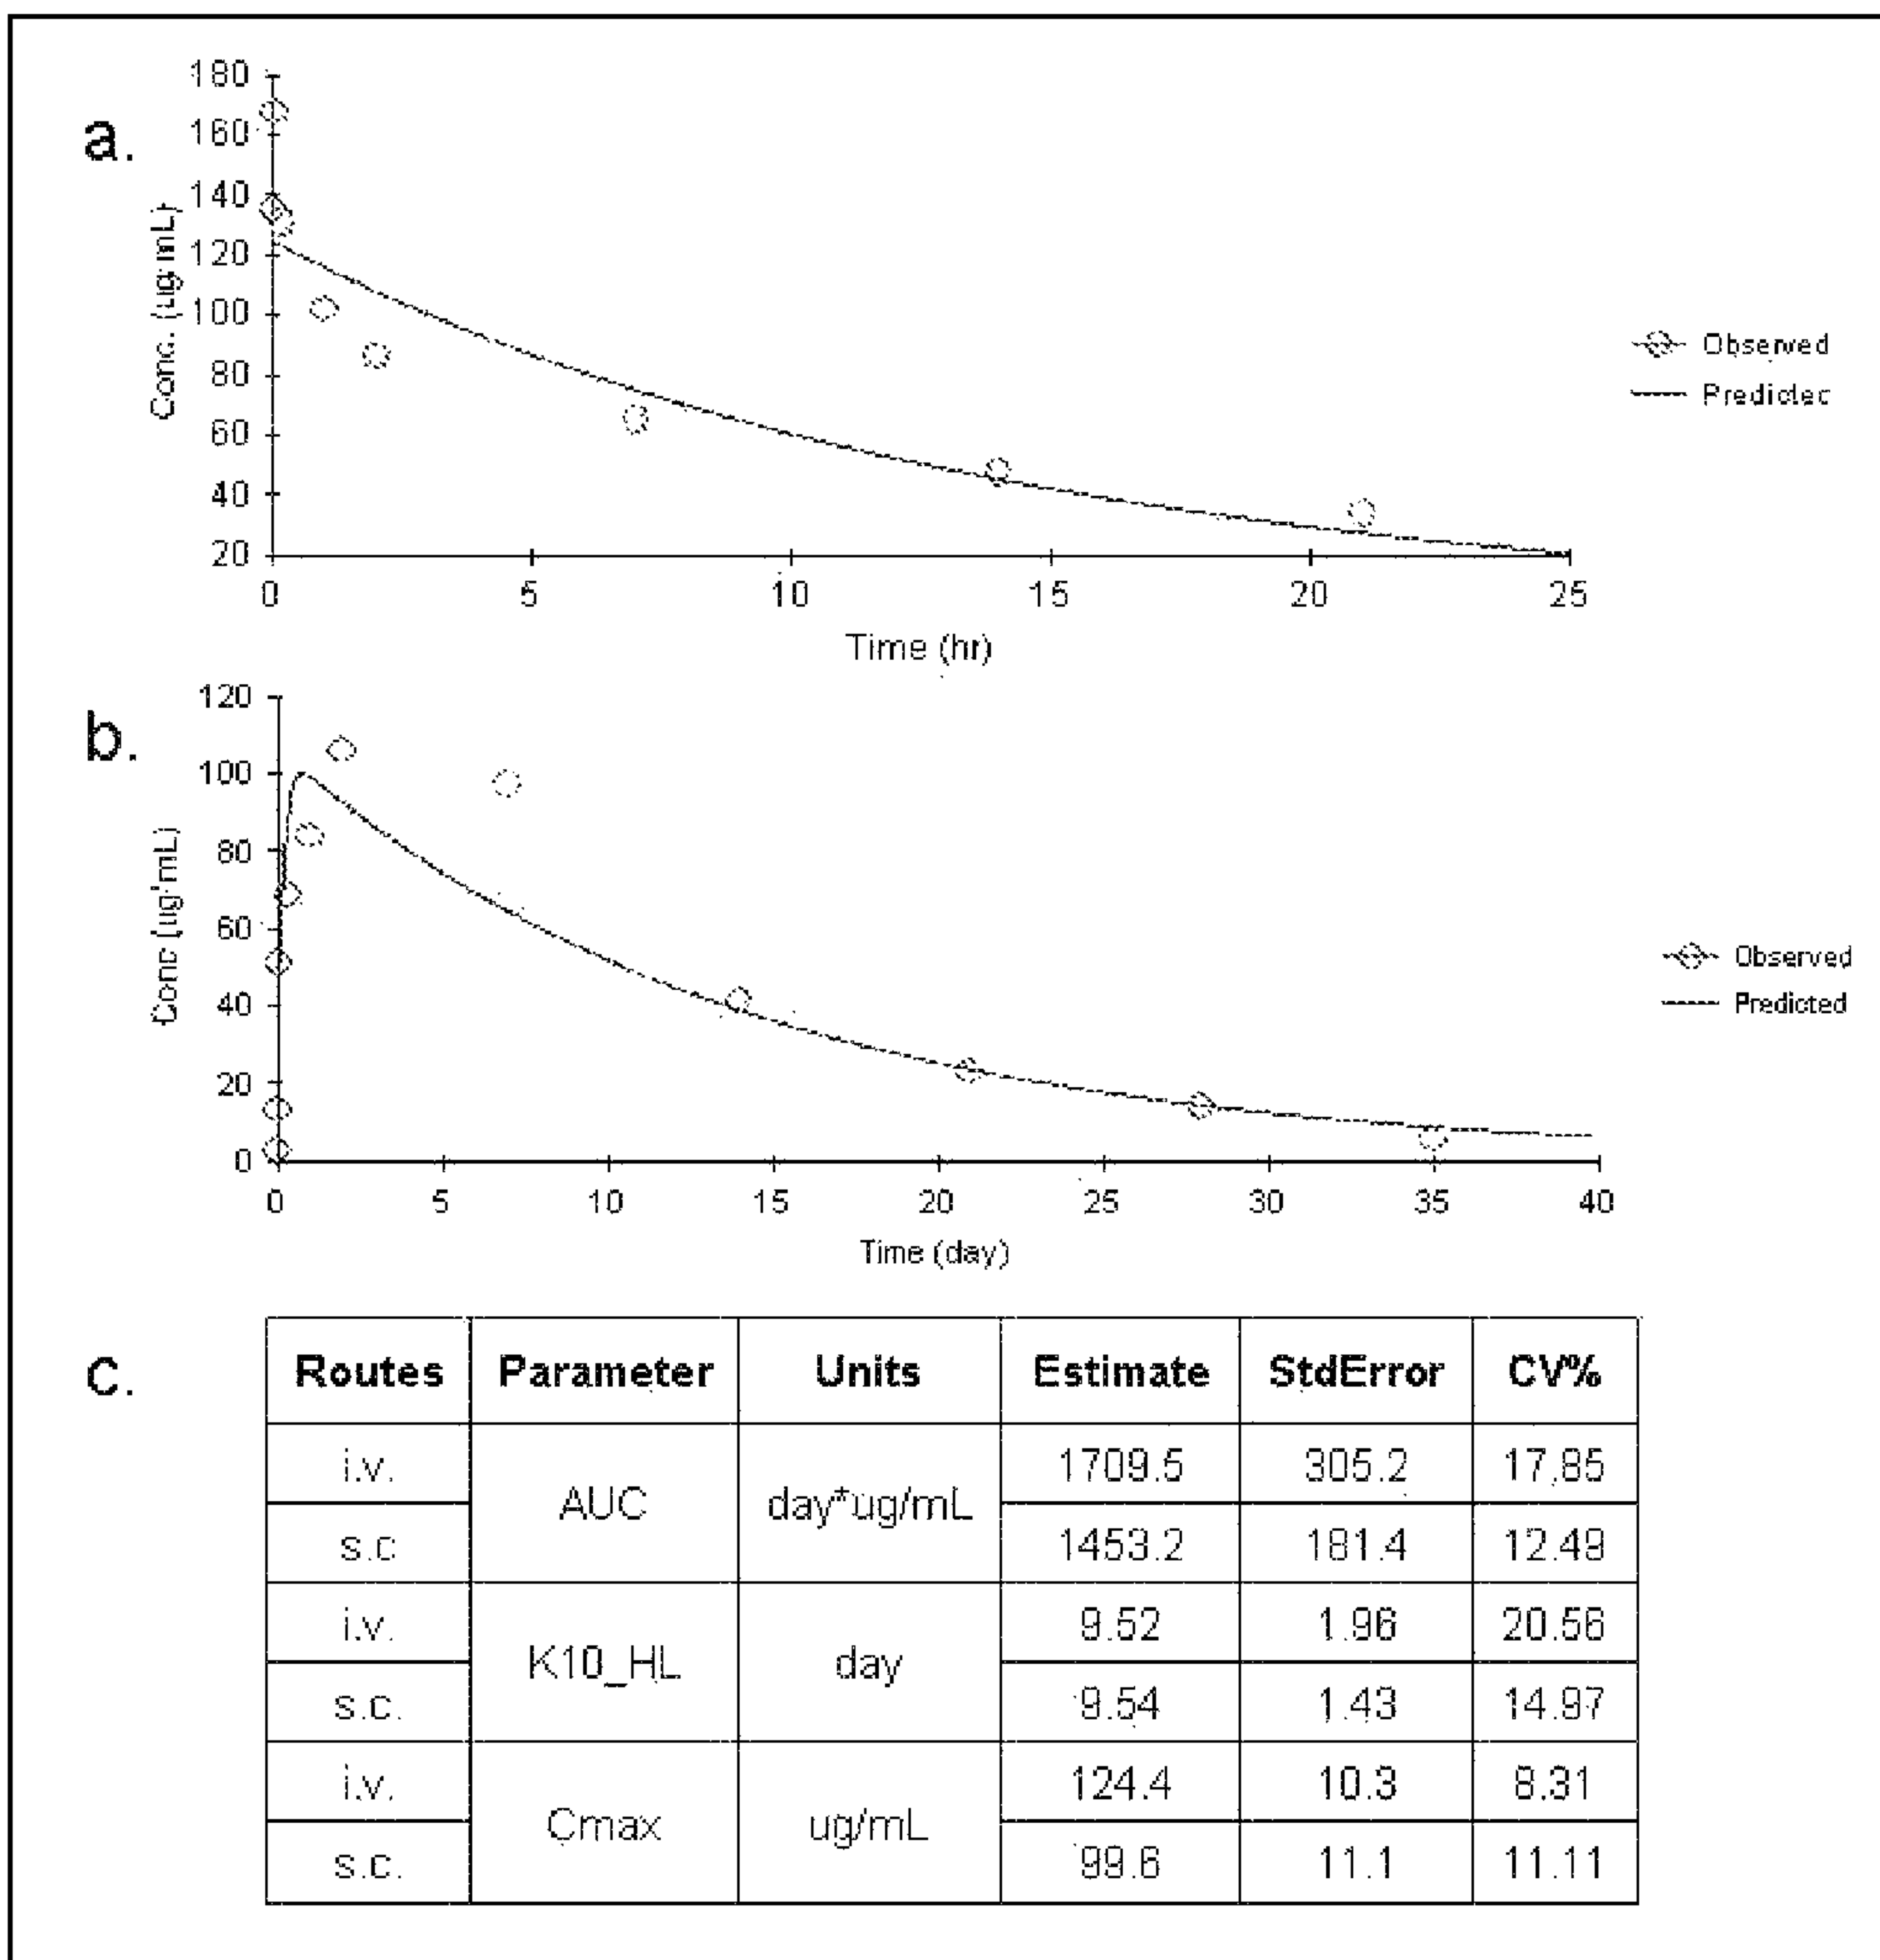 a.
180
160
140
120
100
80
60
40
20
Conc. (ug/mL)
0 5 10 15 20 25
Time (hr)
Observed
Predicted
b.
120
100
80
60
40
20
0
Conc (ug/mL)
0 5 10 15 20 25 30 35 40
Time (day)
Observed
Predicted
c.
Routes Parameter Units Estimate StdError CV%
i.v. AUC day*ug/mL 1709.5 305.2 17.85
s.c 1453.2 181.4 12.49
i.v. K10_HL day 9.52 1.96 20.56
s.c. 9.54 1.43 14.97
i.v. Cmax ug/mL 124.4 10.3 8.31
s.c. 99.6 11.1 11.11